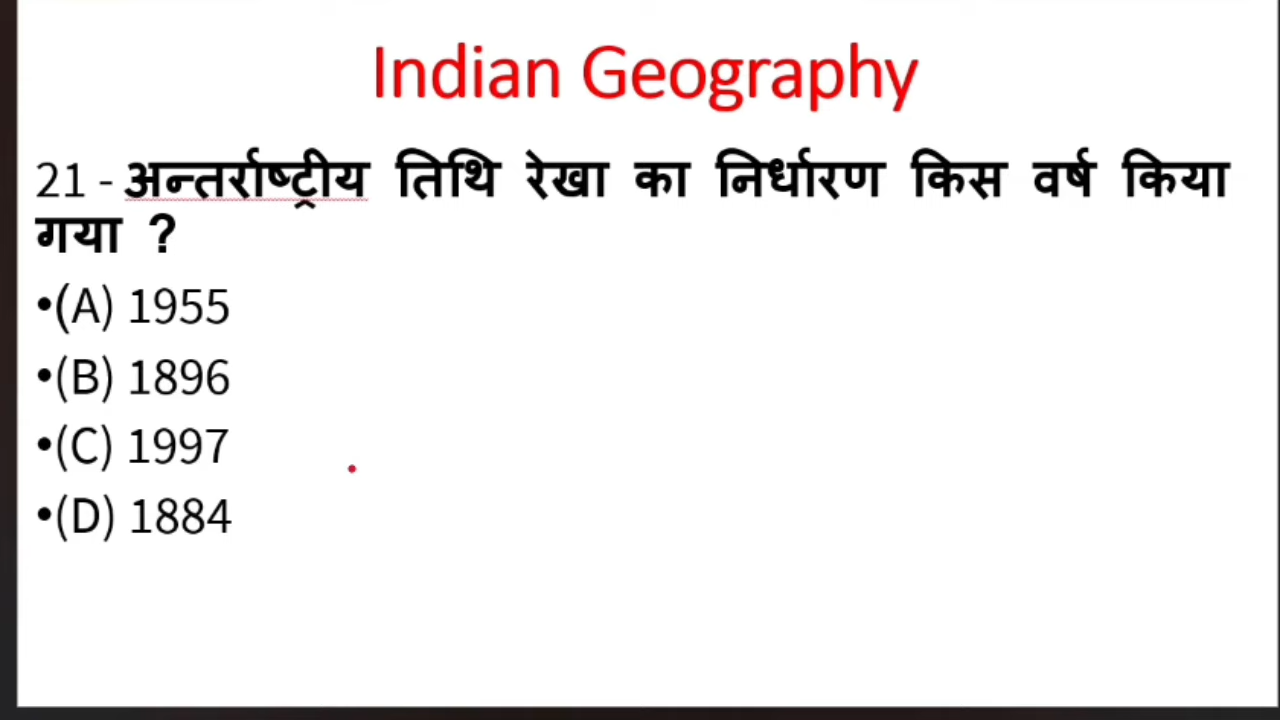 Indian Geography
21 - अन्तर्राष्ट्रीय तिथि रेखा का निर्धारण किस वर्ष किया
गया ?
•(A) 1955
•(B) 1896
•(C) 1997
•(D) 1884